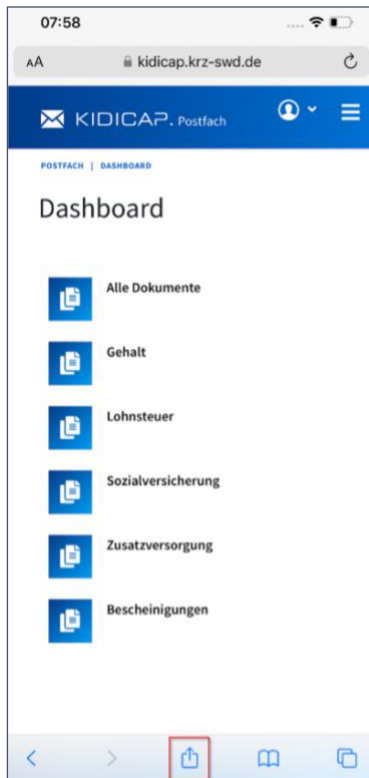 07:58
AA kidicap.krz-swd.de
KIDICAP. Postfach
POSTFACH | DASHBOARD
Dashboard
Alle Dokumente
Gehalt
Lohnsteuer
Sozialversicherung
Zusatzversorgung
Bescheinigungen